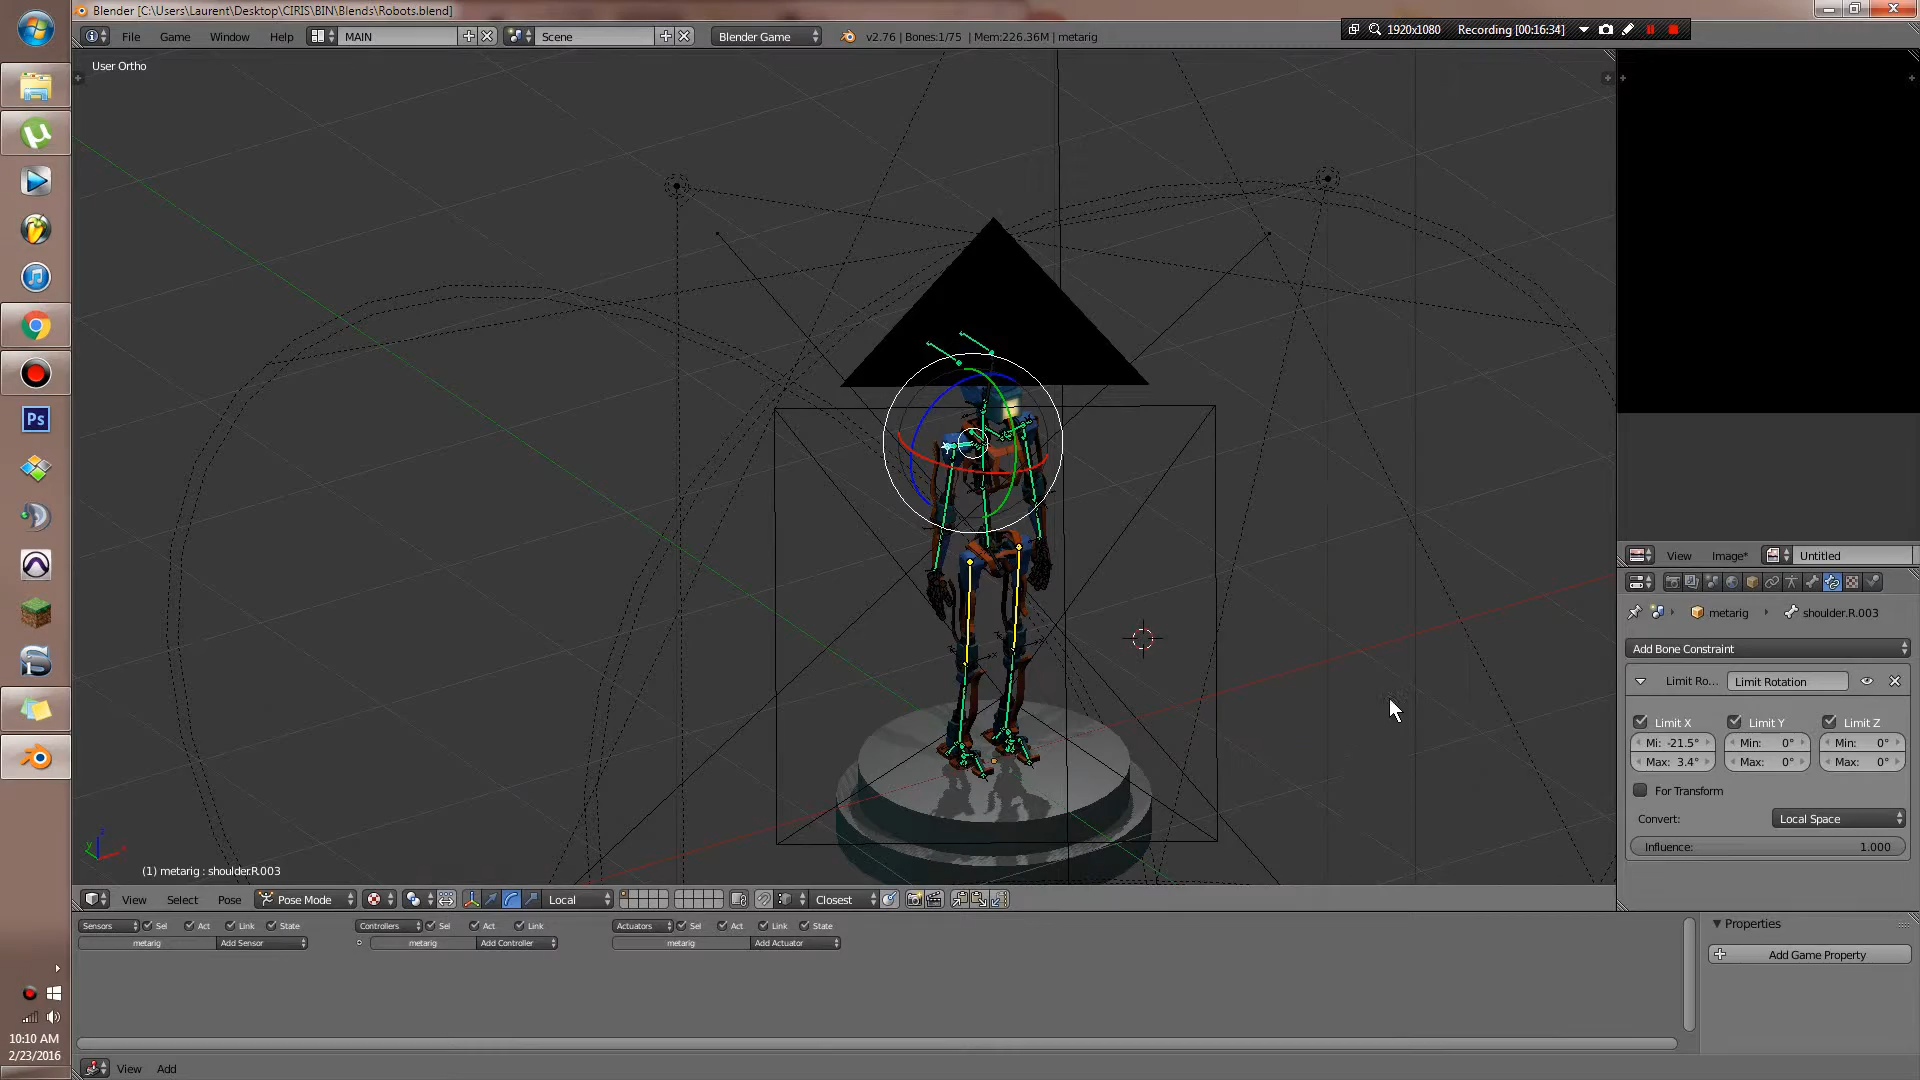 Blender [C:\Users\Laurent\Desktop\CIRIS\BIN\Blends\Robots.blend]
File Game Window Help MAIN Scene Blender Game v2.76 | Bones:1/75 | Mem:226.36M | metarig
1920x1080 Recording [00:16:34]
User Ortho
Ps
View Image* Untitled
metarig shoulder.R.003
Add Bone Constraint
Limit Ro... Limit Rotation
Limit X Limit Y Limit Z
Mi: -21.5° Min: 0° Min: 0°
Max: 3.4° Max: 0° Max: 0°
For Transform
Convert: Local Space
Influence: 1.000
(1) metarig : shoulder.R.003
View Select Pose Pose Mode Local Closest
Sensors Sel Act Link State Controllers Sel Act Link Actuators Sel Act Link State
metarig Add Sensor metarig Add Controller metarig Add Actuator
Properties
Add Game Property
10:10 AM
2/23/2016
View Add